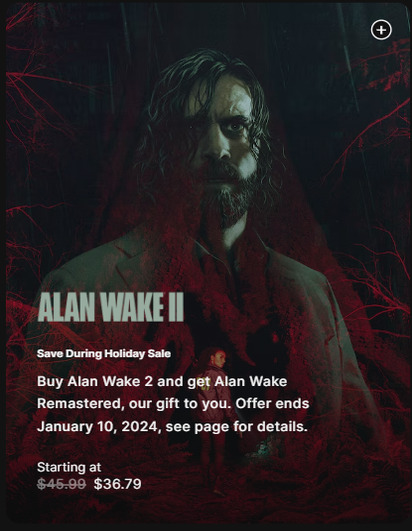 ALAN WAKE II
Save During Holiday Sale
Buy Alan Wake 2 and get Alan Wake
Remastered, our gift to you. Offer ends
January 10, 2024, see page for details.
Starting at
$45.99 $36.79